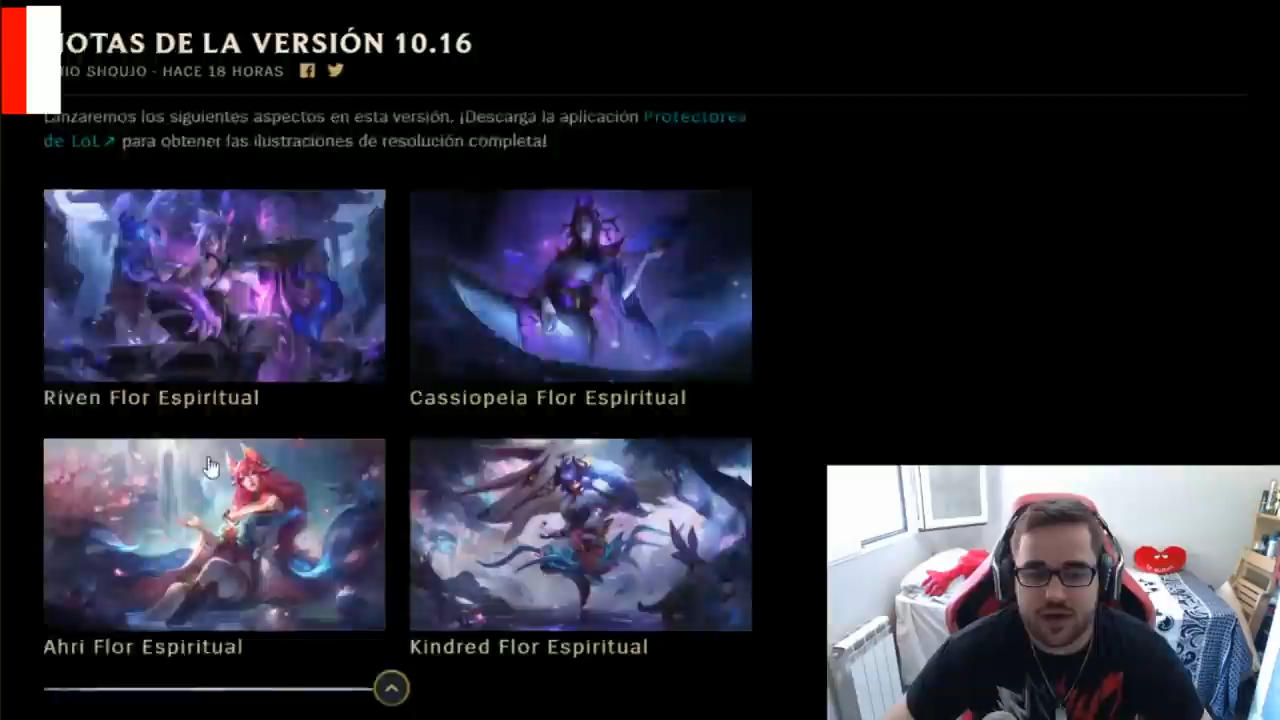 NOTAS DE LA VERSIÓN 10.16
SHOUJO - HACE 18 HORAS
Lanzaremos los siguientes aspectos en esta versión. ¡Descarga la aplicación Protectores
de LoL↗ para obtener las ilustraciones de resolución completa!
Riven Flor Espiritual
Cassiopeia Flor Espiritual
Ahri Flor Espiritual
Kindred Flor Espiritual